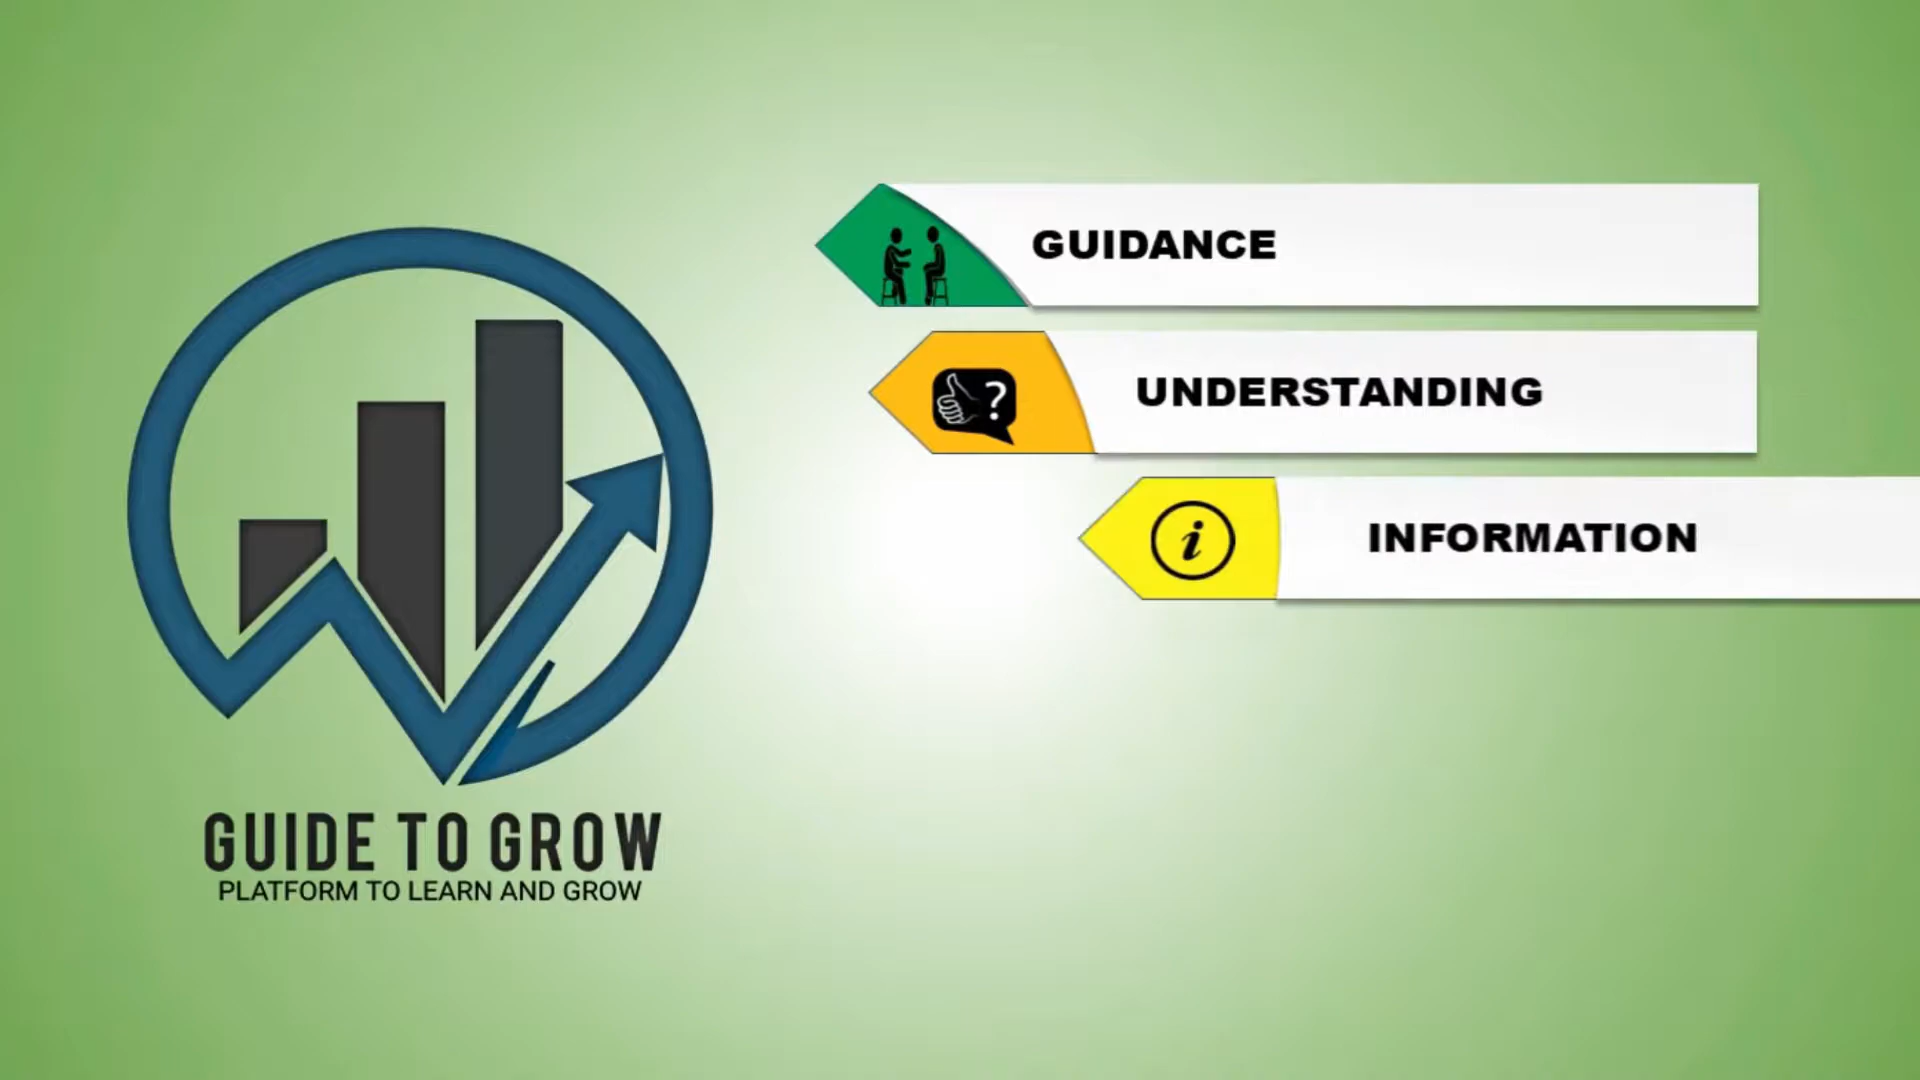 GUIDANCE
UNDERSTANDING
INFORMATION
GUIDE TO GROW
PLATFORM TO LEARN AND GROW